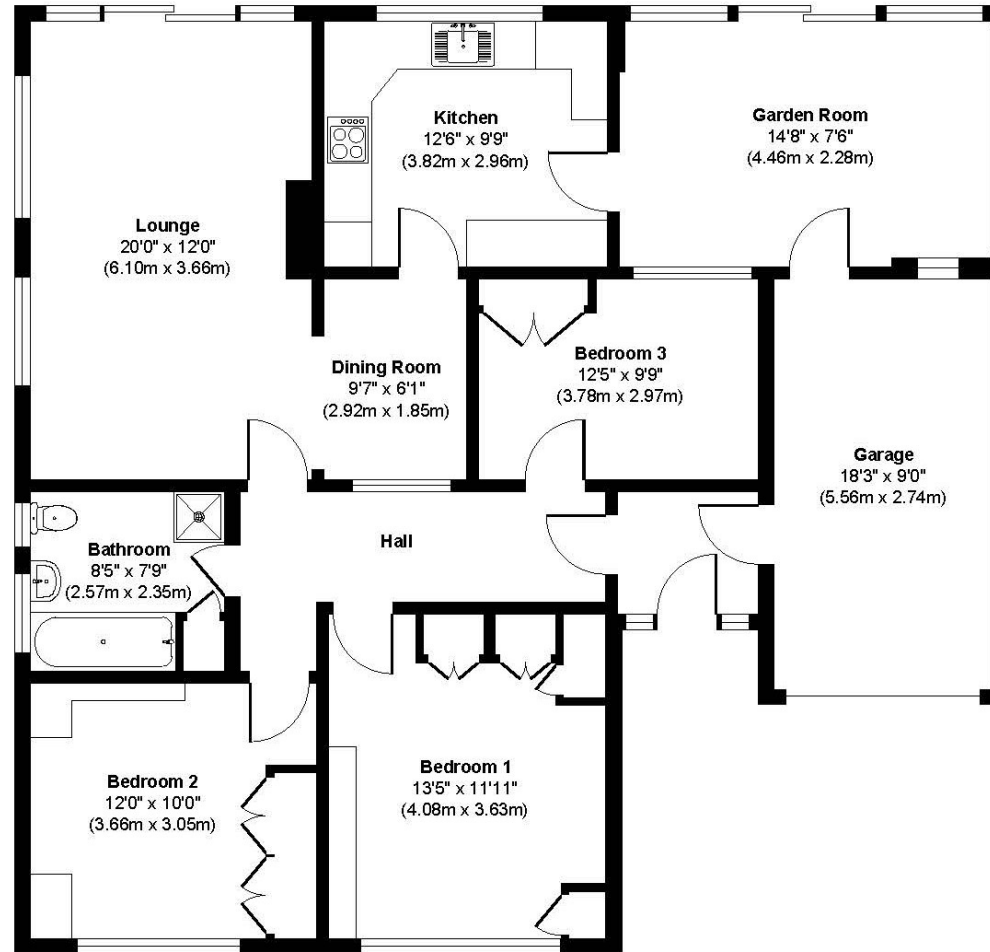 Kitchen
12'6" x 9'9"
(3.82m x 2.96m)
Garden Room
14'8" x 7'6"
(4.46m x 2.28m)
Lounge
20'0" x 12'0"
(6.10m x 3.66m)
Dining Room
9'7" x 6'1"
(2.92m x 1.85m)
Bedroom 3
12'5" x 9'9"
(3.78m x 2.97m)
Garage
18'3" x 9'0"
(5.56m x 2.74m)
Hall
Bathroom
8'5" x 7'9"
(2.57m x 2.35m)
Bedroom 2
12'0" x 10'0"
(3.66m x 3.05m)
Bedroom 1
13'5" x 11'11"
(4.08m x 3.63m)